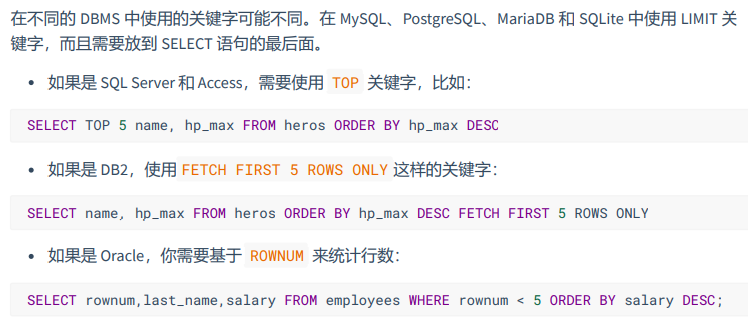 在不同的 DBMS 中使用的关键字可能不同。在 MySQL、PostgreSQL、MariaDB 和 SQLite 中使用 LIMIT 关
键字，而且需要放到 SELECT 语句的最后面。
• 如果是 SQL Server 和 Access，需要使用 TOP 关键字，比如：
SELECT TOP 5 name, hp_max FROM heros ORDER BY hp_max DESC
• 如果是 DB2，使用FETCH FIRST 5 ROWS ONLY 这样的关键字：
SELECT name, hp_max FROM heros ORDER BY hp_max DESC FETCH FIRST 5 ROWS ONLY
• 如果是 Oracle，你需要基于 ROWNUM 来统计行数：
SELECT rownum,last_name,salary FROM employees WHERE rownum < 5 ORDER BY salary DESC;